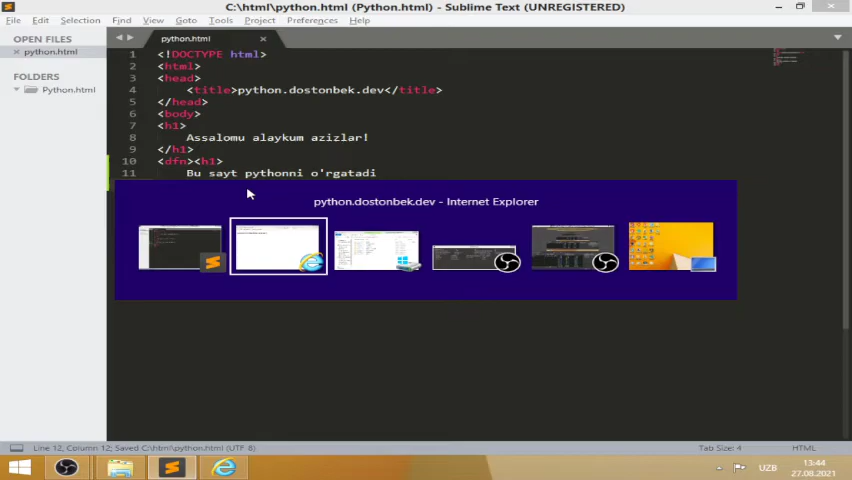 C:\html\python.html (Python.html) - Sublime Text (UNREGISTERED)
File Edit Selection Find View Goto Tools Project Preferences Help
OPEN FILES
python.html
FOLDERS
Python.html
python.html
1 <!DOCTYPE html>
2 <html>
3 <head>
4 <title>python.dostonbek.dev</title>
5 </head>
6 <body>
7 <h1>
8 Assalomu alaykum azizlar!
9 </h1>
10 <dfn><h1>
11 Bu sayt pythonni o'rgatadi
python.dostonbek.dev - Internet Explorer
Line 12, Column 12; Saved C:\html\python.html (UTF-8)
Tab Size: 4
HTML
UZB
13:44
27.08.2021